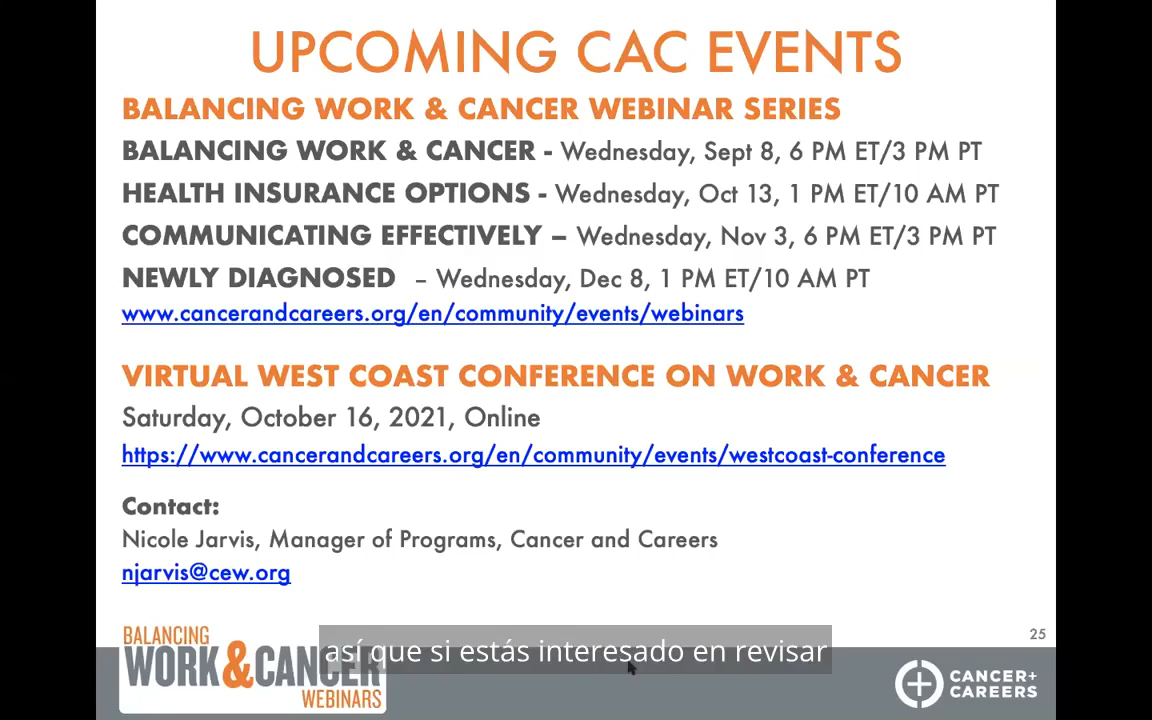 UPCOMING CAC EVENTS
BALANCING WORK & CANCER WEBINAR SERIES
BALANCING WORK & CANCER - Wednesday, Sept 8, 6 PM ET/3 PM PT
HEALTH INSURANCE OPTIONS - Wednesday, Oct 13, 1 PM ET/10 AM PT
COMMUNICATING EFFECTIVELY – Wednesday, Nov 3, 6 PM ET/3 PM PT
NEWLY DIAGNOSED – Wednesday, Dec 8, 1 PM ET/10 AM PT
www.cancerandcareers.org/en/community/events/webinars
VIRTUAL WEST COAST CONFERENCE ON WORK & CANCER
Saturday, October 16, 2021, Online
https://www.cancerandcareers.org/en/community/events/westcoast-conference
Contact:
Nicole Jarvis, Manager of Programs, Cancer and Careers
njarvis@cew.org
25
BALANCING
WORK&CANCER
WEBINARS
así que si estás interesado en revisar
CANCER+
CAREERS